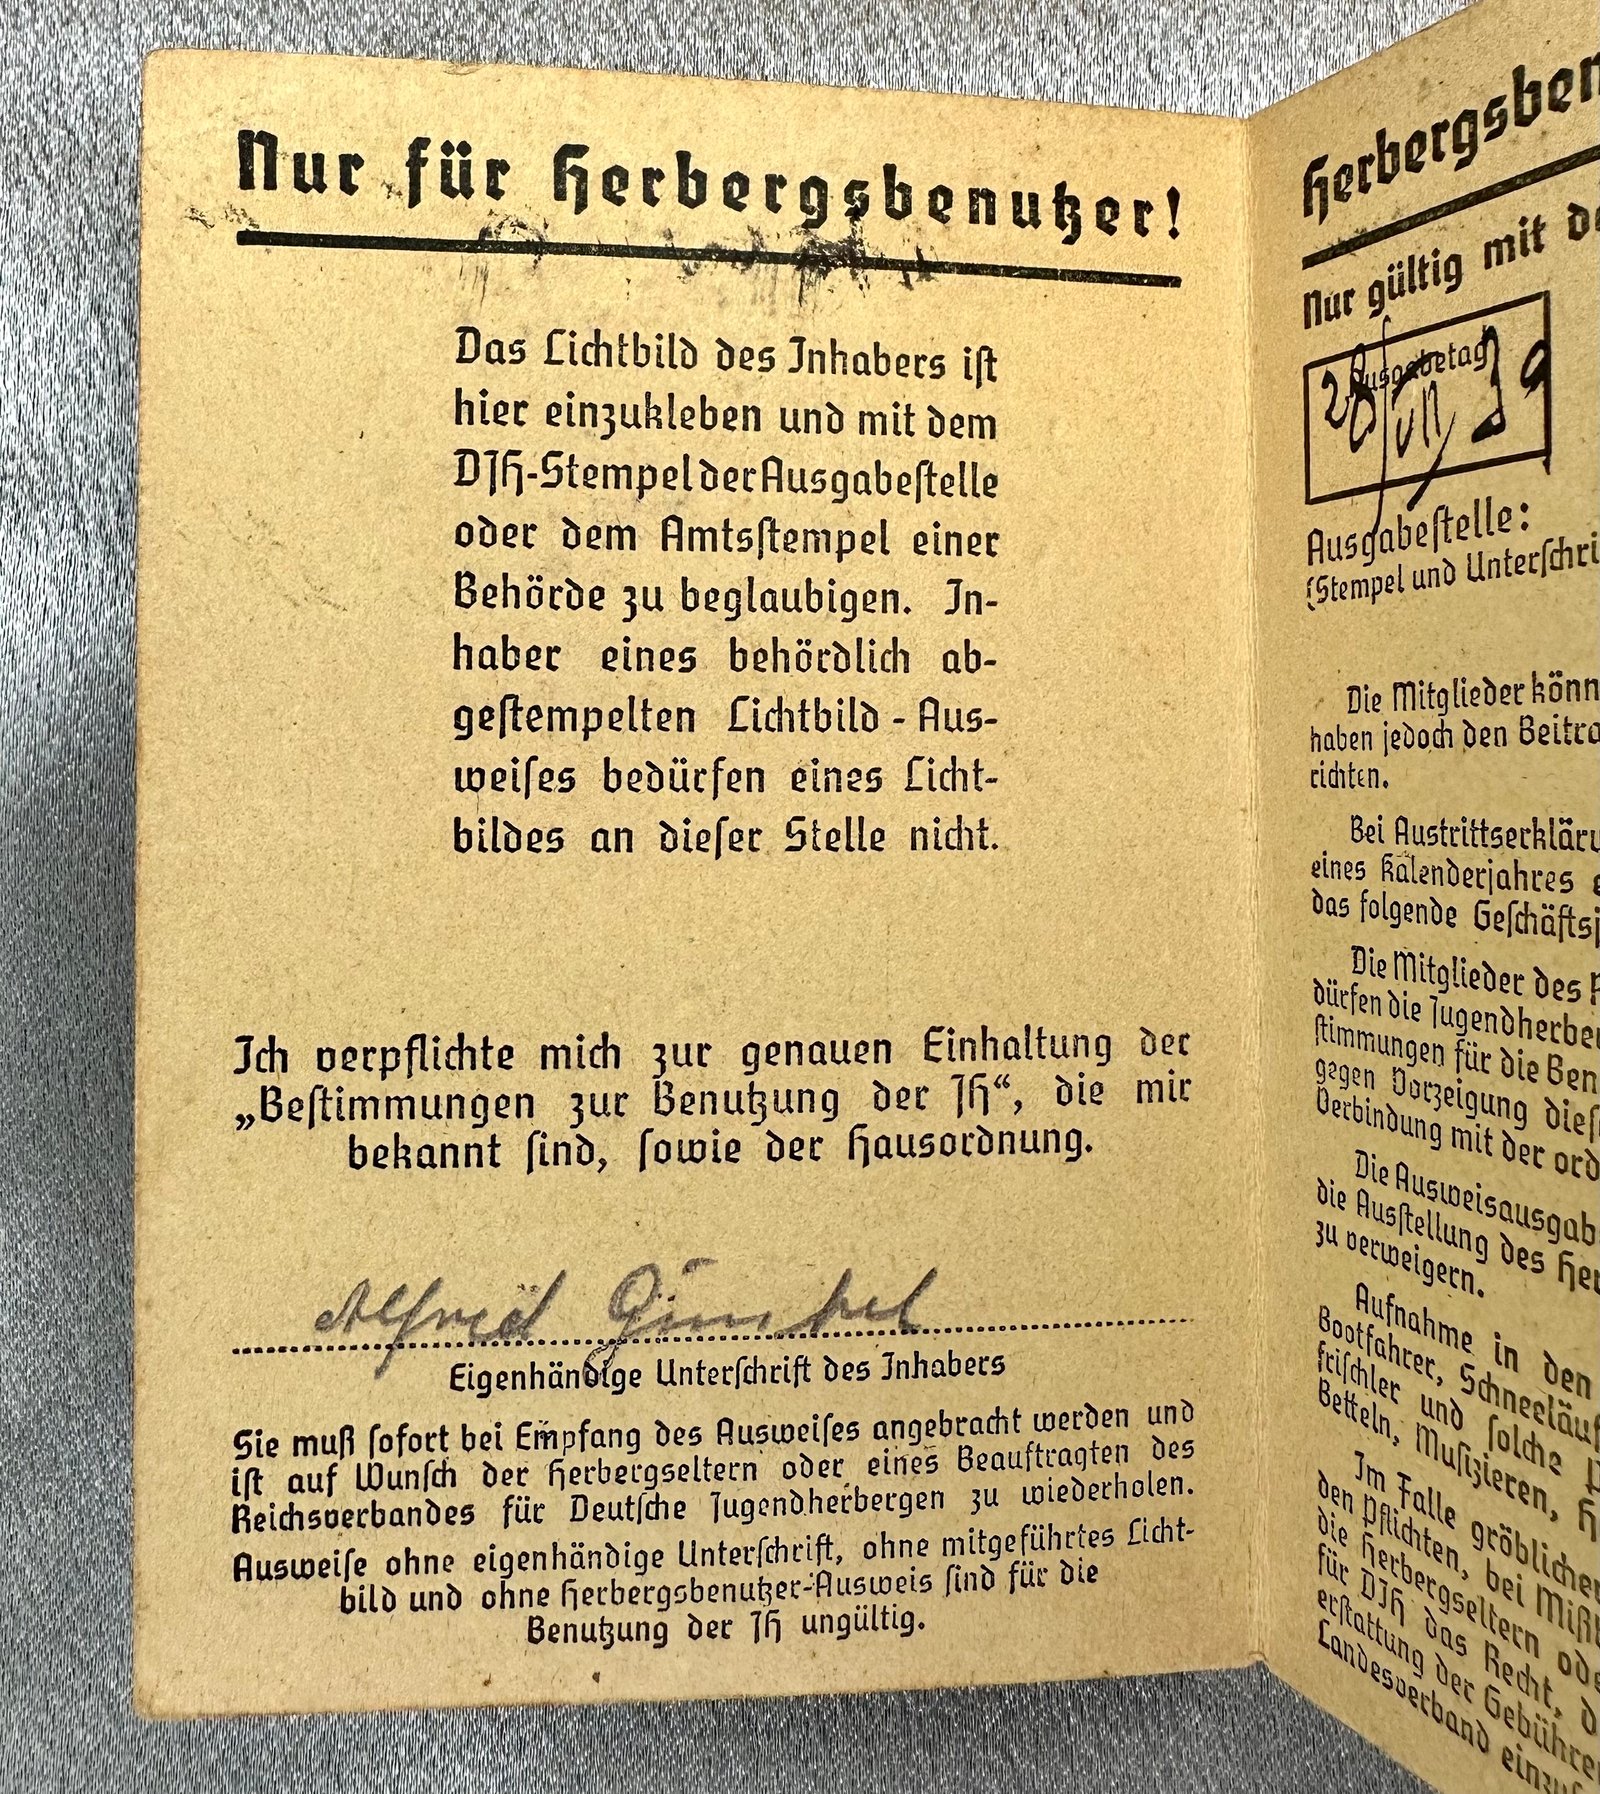 Nur für Herbergsbenutzer!
Das Lichtbild des Inhabers iſt
hier einzukleben und mit dem
DJH-Stempel der Ausgabeſtelle
oder dem Amtsſtempel einer
Behörde zu beglaubigen. In-
haber eines behördlich ab-
geſtempelten Lichtbild-Aus-
weiſes bedürfen eines Licht-
bildes an dieſer Stelle nicht.
Ich verpflichte mich zur genauen Einhaltung der
„Beſtimmungen zur Benutzung der JH“, die mir
bekannt ſind, ſowie der Hausordnung.
Alfred Gümbel
Eigenhändige Unterſchrift des Inhabers
Sie muß ſofort bei Empfang des Ausweiſes angebracht werden und
iſt auf Wunſch der Herbergseltern oder eines Beauftragten des
Reichsverbandes für Deutſche Jugendherbergen zu wiederholen.
Ausweiſe ohne eigenhändige Unterſchrift, ohne mitgeführtes Licht-
bild und ohne Herbergsbenutzer-Ausweis ſind für die
Benutzung der JH ungültig.
Herbergsben
Nur gültig mit de
Ausgabetag
28 VII 39
Ausgabeſtelle:
(Stempel und Unterſchri
Die Mitglieder könn
haben jedoch den Beitra
richten.
Bei Austrittserkläru
eines Kalenderjahres
das folgende Geſchäftsj
Die Mitglieder des
dürfen die Jugendherber
ſtimmungen für die Ben
gegen Vorzeigung dieſ
Verbindung mit der ord
Die Ausweisausgab
die Ausſtellung des Her
zu verweigern.
Aufnahme in den
Bootfahrer, Schneeläuf
friſchler und ſolche P
Betteln, Muſizieren, H
Im Falle gröblicher
den Pflichten, bei Mißb
die Herbergseltern ode
für DJH das Recht, d
erſtattung der Gebühre
Landesverband einzuſ